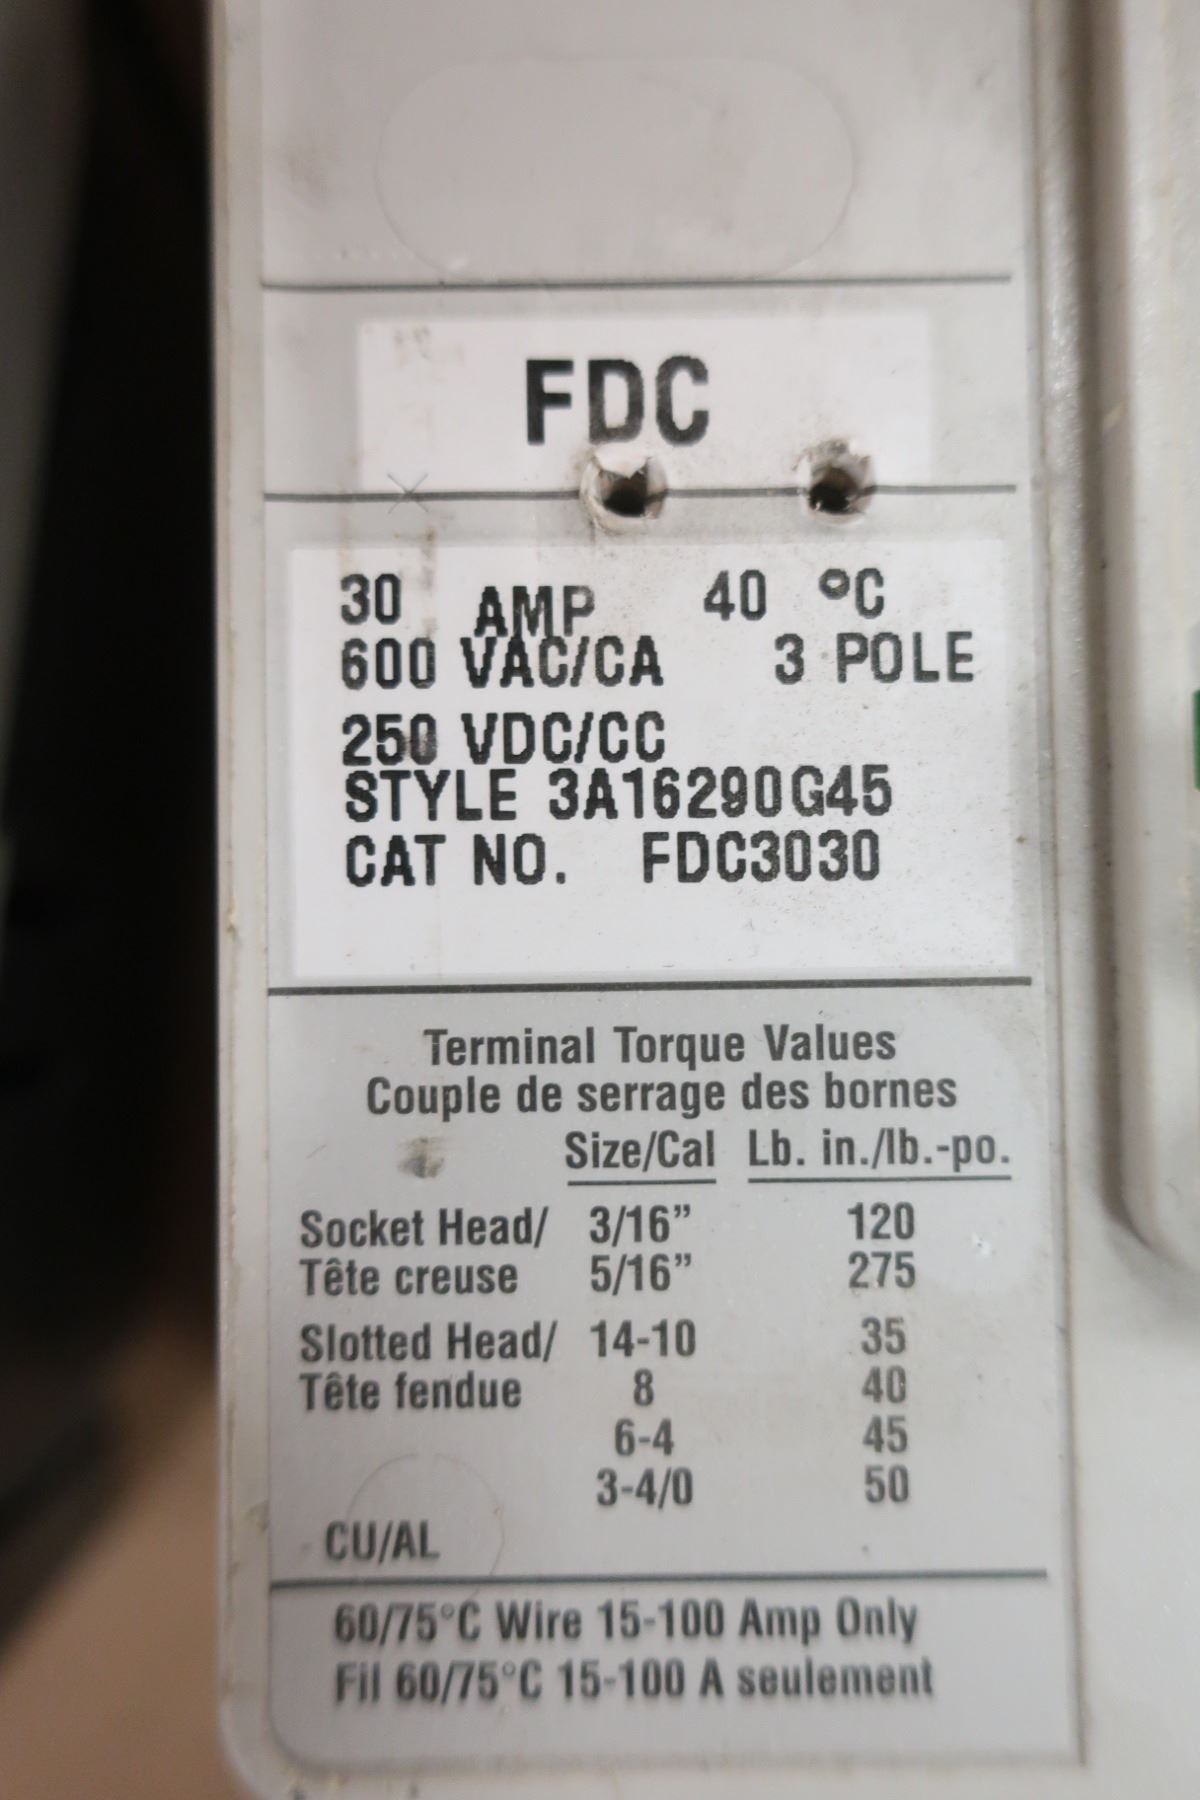 FDC
30 AMP 40 °C
600 VAC/CA 3 POLE
250 VDC/CC
STYLE 3A16290G45
CAT NO. FDC3030
Terminal Torque Values
Couple de serrage des bornes
Size/Cal Lb. in./lb.-po.
Socket Head/ 3/16” 120
Tête creuse 5/16” 275
Slotted Head/ 14-10 35
Tête fendue 8 40
6-4 45
3-4/0 50
CU/AL
60/75°C Wire 15-100 Amp Only
Fil 60/75°C 15-100 A seulement